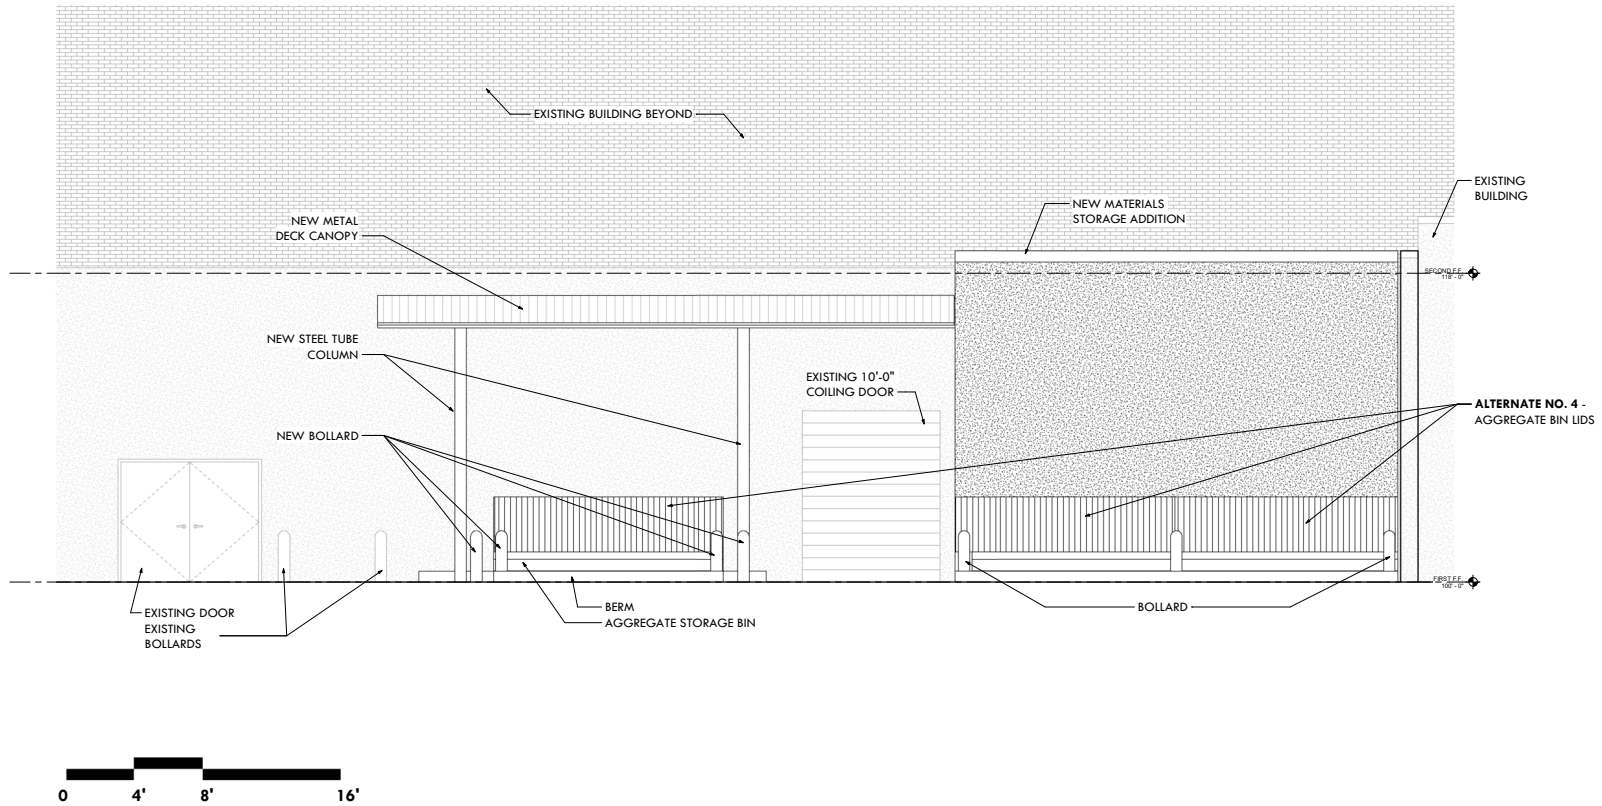 EXISTING BUILDING BEYOND
EXISTING
BUILDING
NEW MATERIALS
STORAGE ADDITION
NEW METAL
DECK CANOPY
SECOND F.F.
118' - 0"
NEW STEEL TUBE
COLUMN
EXISTING 10'-0"
COILING DOOR
ALTERNATE NO. 4 -
AGGREGATE BIN LIDS
NEW BOLLARD
FIRST F.F.
100' - 0"
EXISTING DOOR
EXISTING
BOLLARDS
BERM
AGGREGATE STORAGE BIN
BOLLARD
0 4' 8' 16'